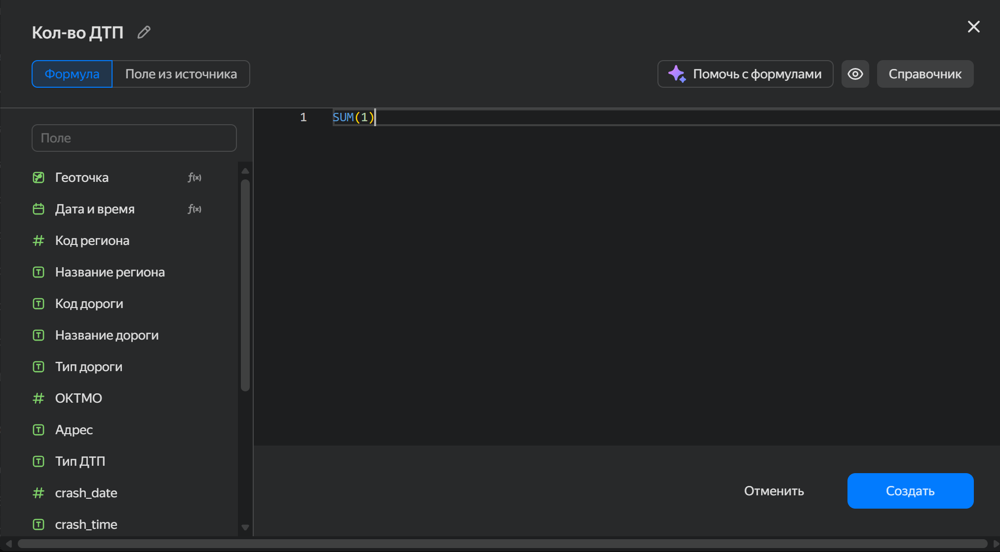 Кол-во ДТП
Формула
Поле из источника
Помочь с формулами
Справочник
Поле
1
SUM(1)
Геоточка
f(x)
Дата и время
f(x)
Код региона
Название региона
Код дороги
Название дороги
Тип дороги
ОКТМО
Адрес
Тип ДТП
crash_date
crash_time
Отменить
Создать